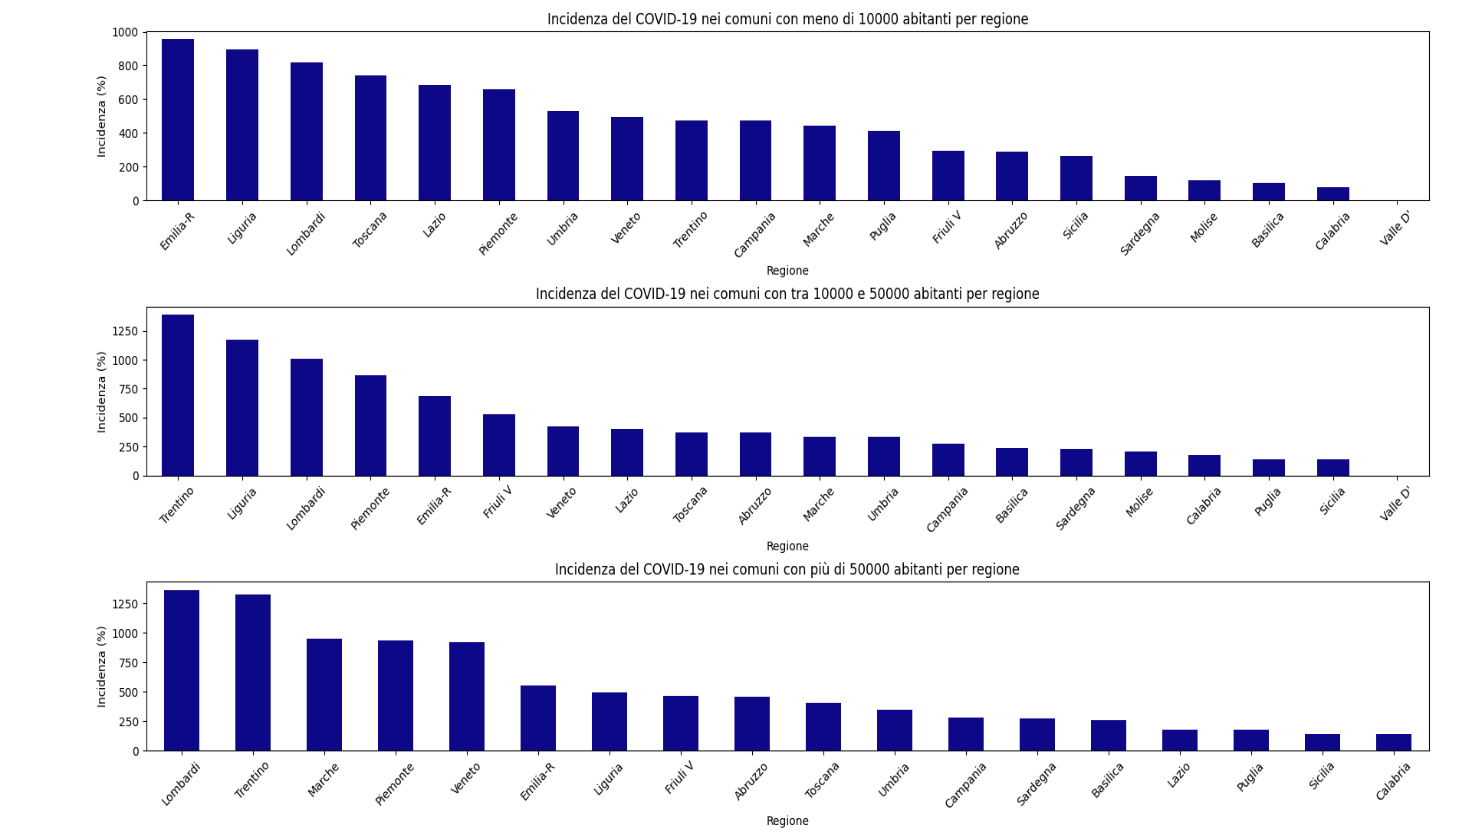 Incidenza del COVID-19 nei comuni con meno di 10000 abitanti per regione
1000
800
600
400
200
0
Incidenza (%)
Emilia-R Liguria Lombardi Toscana Lazio Piemonte Umbria Veneto Trentino Campania Marche Puglia Friuli V Abruzzo Sicilia Sardegna Molise Basilica Calabria Valle D'
Regione
Incidenza del COVID-19 nei comuni con tra 10000 e 50000 abitanti per regione
1250
1000
750
500
250
0
Incidenza (%)
Trentino Liguria Lombardi Piemonte Emilia-R Friuli V Veneto Lazio Toscana Abruzzo Marche Umbria Campania Basilica Sardegna Molise Calabria Puglia Sicilia Valle D'
Regione
Incidenza del COVID-19 nei comuni con più di 50000 abitanti per regione
1250
1000
750
500
250
0
Incidenza (%)
Lombardi Trentino Marche Piemonte Veneto Emilia-R Liguria Friuli V Abruzzo Toscana Umbria Campania Sardegna Basilica Lazio Puglia Sicilia Calabria
Regione